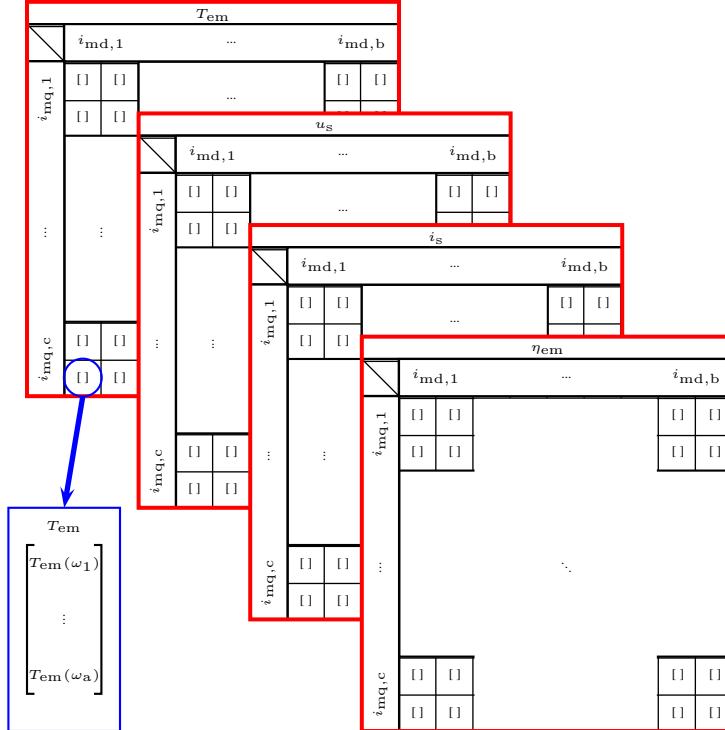 T_em
i_md,1 ... i_md,b
i_mq,1 [ ] [ ] ... [ ] [ ]
[ ] [ ] [ ] [ ]
... ...
i_mq,c [ ] [ ] 
[ ] [ ]
u_s
i_md,1 ... i_md,b
i_mq,1 [ ] [ ] ... [ ] [ ]
[ ] [ ]
... ...
i_mq,c [ ] [ ]
[ ] [ ]
i_s
i_md,1 ... i_md,b
i_mq,1 [ ] [ ] ... [ ] [ ]
[ ] [ ]
... ...
i_mq,c [ ] [ ]
[ ] [ ]
η_em
i_md,1 ... i_md,b
i_mq,1 [ ] [ ] [ ] [ ]
[ ] [ ] [ ] [ ]
... ⋱
i_mq,c [ ] [ ] [ ] [ ]
[ ] [ ] [ ] [ ]
T_em
T_em(ω_1)
...
T_em(ω_a)